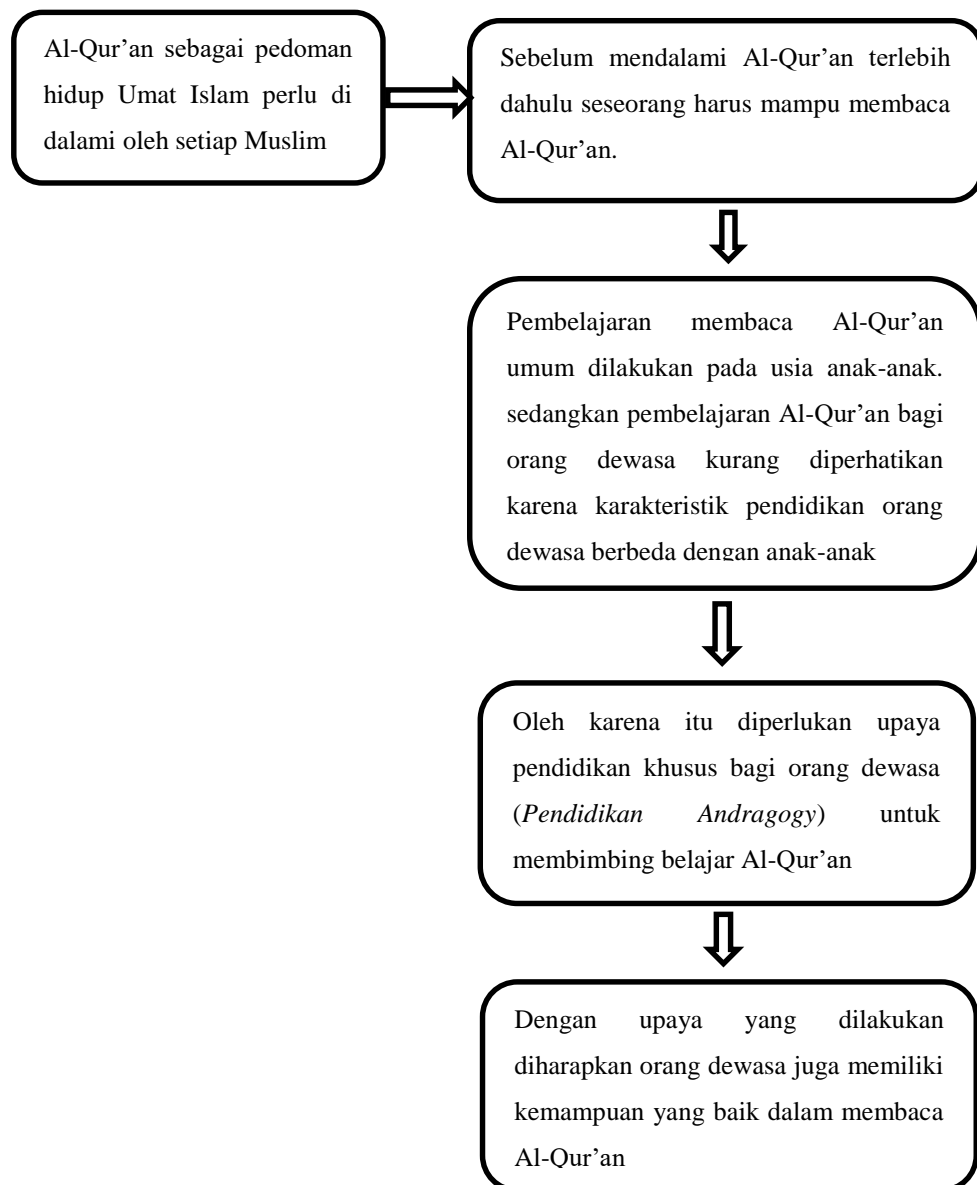 Al-Qur’an sebagai pedoman
hidup Umat Islam perlu di
dalami oleh setiap Muslim
Sebelum mendalami Al-Qur’an terlebih
dahulu seseorang harus mampu membaca
Al-Qur’an.
Pembelajaran membaca Al-Qur’an
umum dilakukan pada usia anak-anak.
sedangkan pembelajaran Al-Qur’an bagi
orang dewasa kurang diperhatikan
karena karakteristik pendidikan orang
dewasa berbeda dengan anak-anak
Oleh karena itu diperlukan upaya
pendidikan khusus bagi orang dewasa
(Pendidikan Andragogy) untuk
membimbing belajar Al-Qur’an
Dengan upaya yang dilakukan
diharapkan orang dewasa juga memiliki
kemampuan yang baik dalam membaca
Al-Qur’an